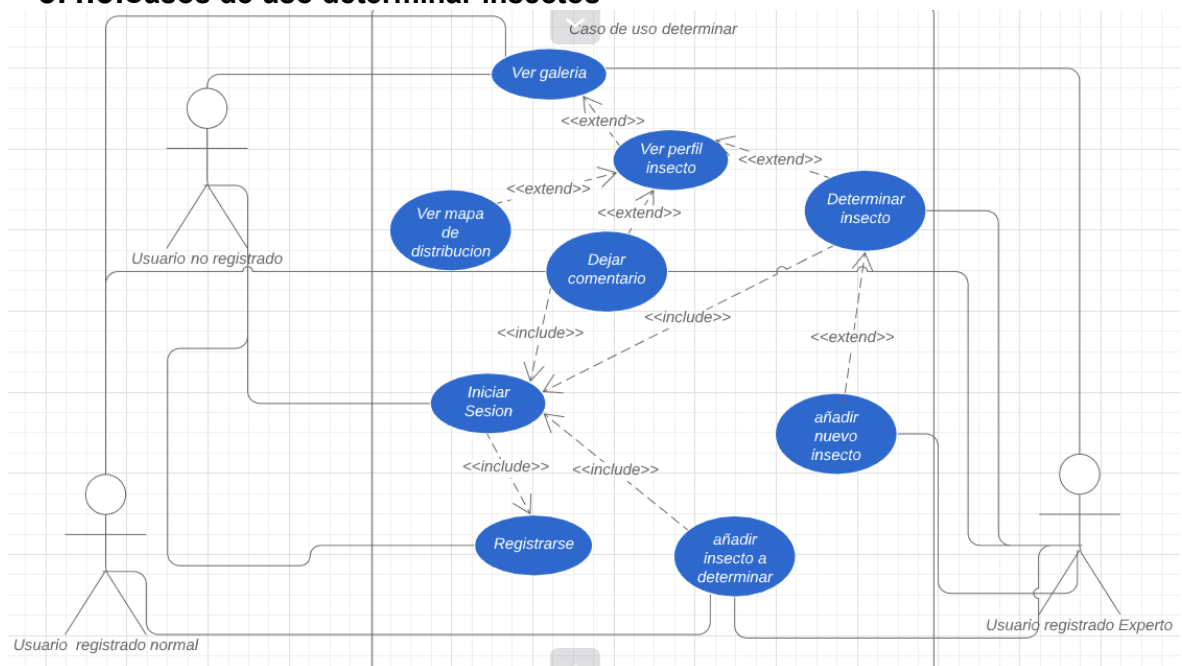 Caso de uso determinar
Ver galeria
<<extend>>
Ver perfil
insecto
<<extend>>
<<extend>>
<<extend>>
Determinar
insecto
Ver mapa
de
distribucion
Usuario no registrado
Dejar
comentario
<<include>>
<<include>>
<<extend>>
Iniciar
Sesion
añadir
nuevo
insecto
<<include>>
<<include>>
Registrarse
añadir
insecto a
determinar
Usuario registrado normal
Usuario registrado Experto